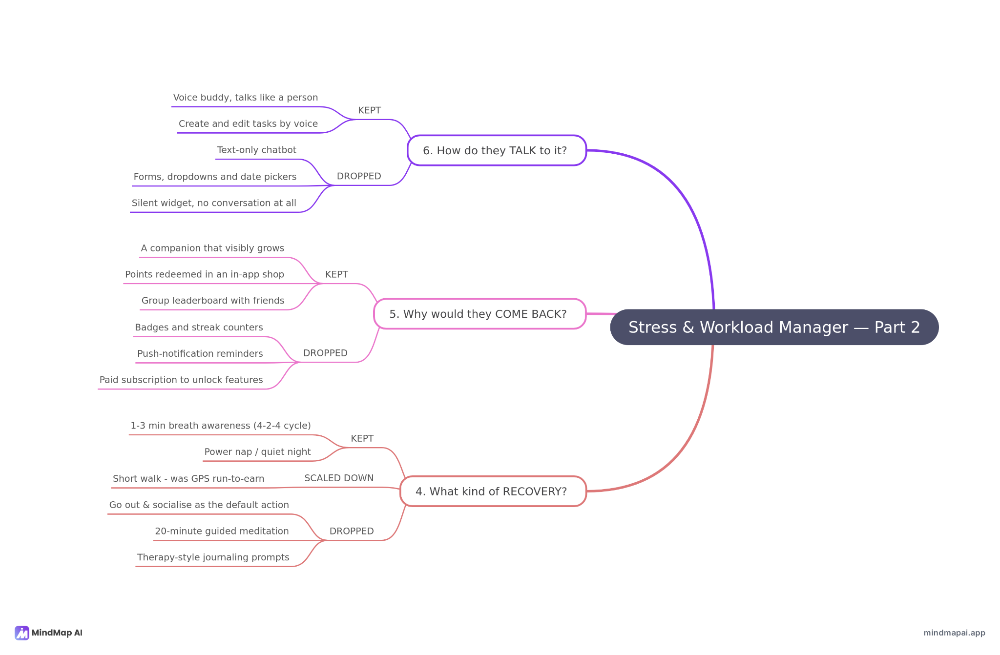 Voice buddy, talks like a person
KEPT
Create and edit tasks by voice
Text-only chatbot
6. How do they TALK to it?
Forms, dropdowns and date pickers
DROPPED
Silent widget, no conversation at all
A companion that visibly grows
Points redeemed in an in-app shop
KEPT
Group leaderboard with friends
5. Why would they COME BACK?
Badges and streak counters
Push-notification reminders
DROPPED
Paid subscription to unlock features
Stress & Workload Manager — Part 2
1-3 min breath awareness (4-2-4 cycle)
KEPT
Power nap / quiet night
Short walk - was GPS run-to-earn
SCALED DOWN
4. What kind of RECOVERY?
Go out & socialise as the default action
20-minute guided meditation
DROPPED
Therapy-style journaling prompts
MindMap AI
mindmapai.app